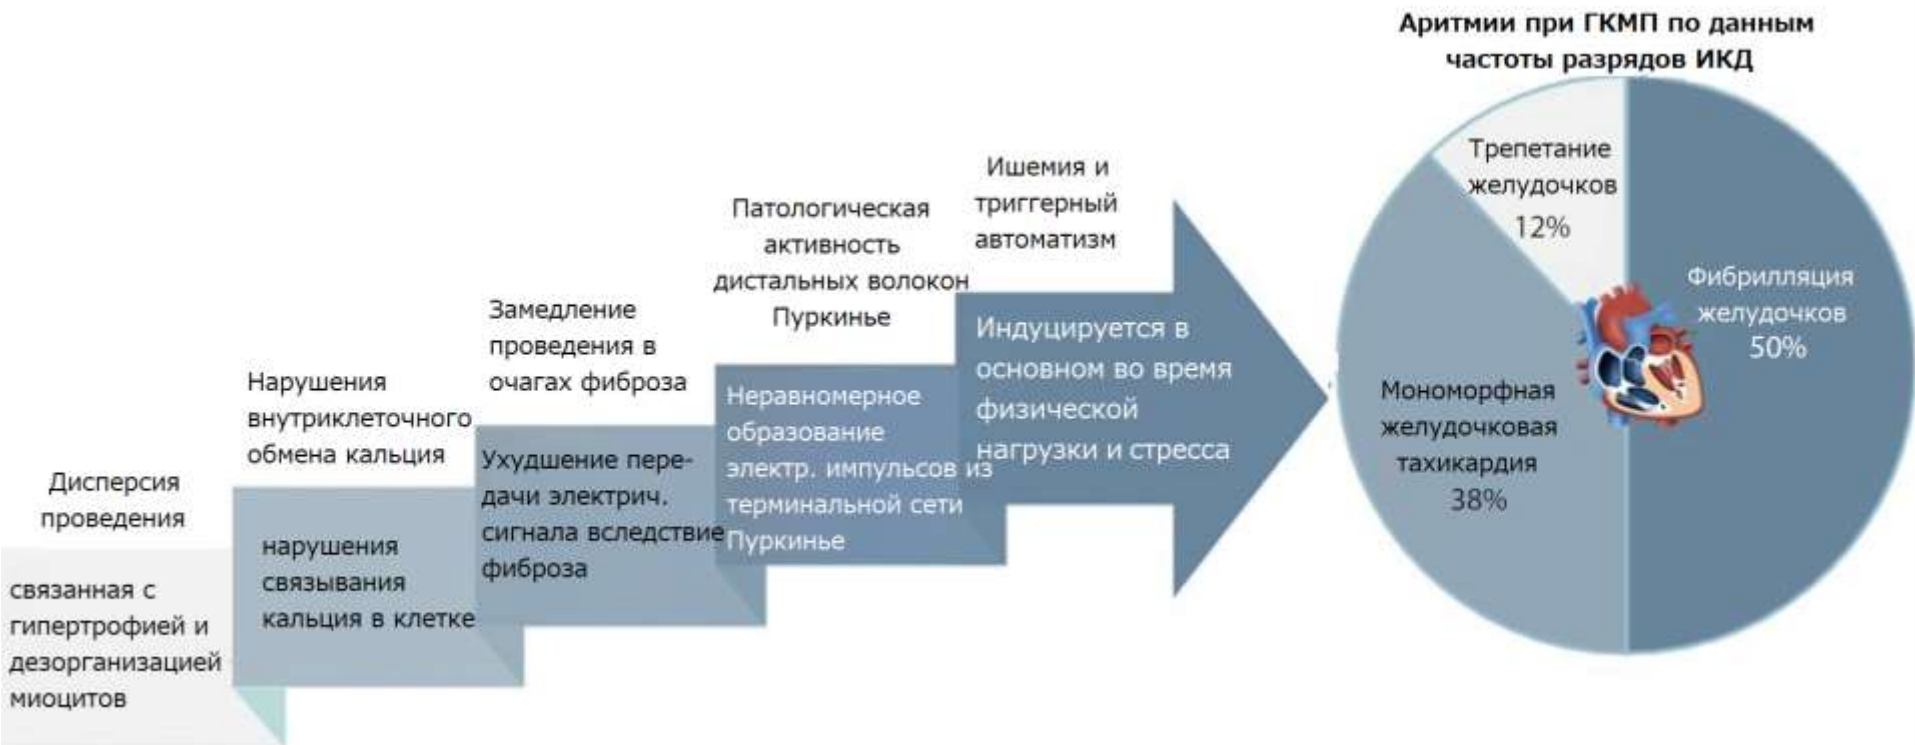 Дисперсия
проведения
связанная с
гипертрофией и
дезорганизацией
миоцитов
Нарушения
внутриклеточного
обмена кальция
нарушения
связывания
кальция в клетке
Замедление
проведения в
очагах фиброза
Ухудшение пере-
дачи электрич.
сигнала вследствие
фиброза
Патологическая
активность
дистальных волокон
Пуркинье
Неравномерное
образование
электр. импульсов из
терминальной сети
Пуркинье
Ишемия и
триггерный
автоматизм
Индуцируется в
основном во время
физической
нагрузки и стресса
Аритмии при ГКМП по данным
частоты разрядов ИКД
Трепетание
желудочков
12%
Фибрилляция
желудочков
50%
Мономорфная
желудочковая
тахикардия
38%